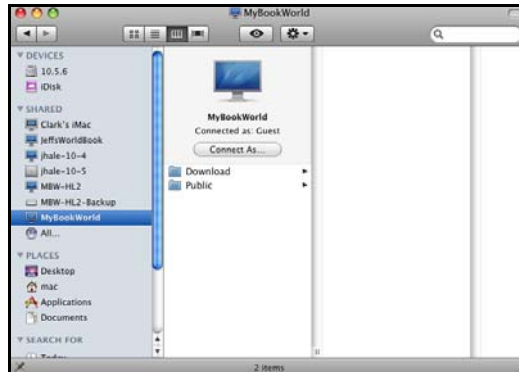 MyBookWorld
DEVICES
10.5.6
iDisk
SHARED
Clark's iMac
JeffsWorldBook
jhale-10-4
jhale-10-5
MBW-HL2
MBW-HL2-Backup
MyBookWorld
All...
PLACES
Desktop
mac
Applications
Documents
SEARCH FOR
Today
MyBookWorld
Connected as: Guest
Connect As...
Download
Public
2 items